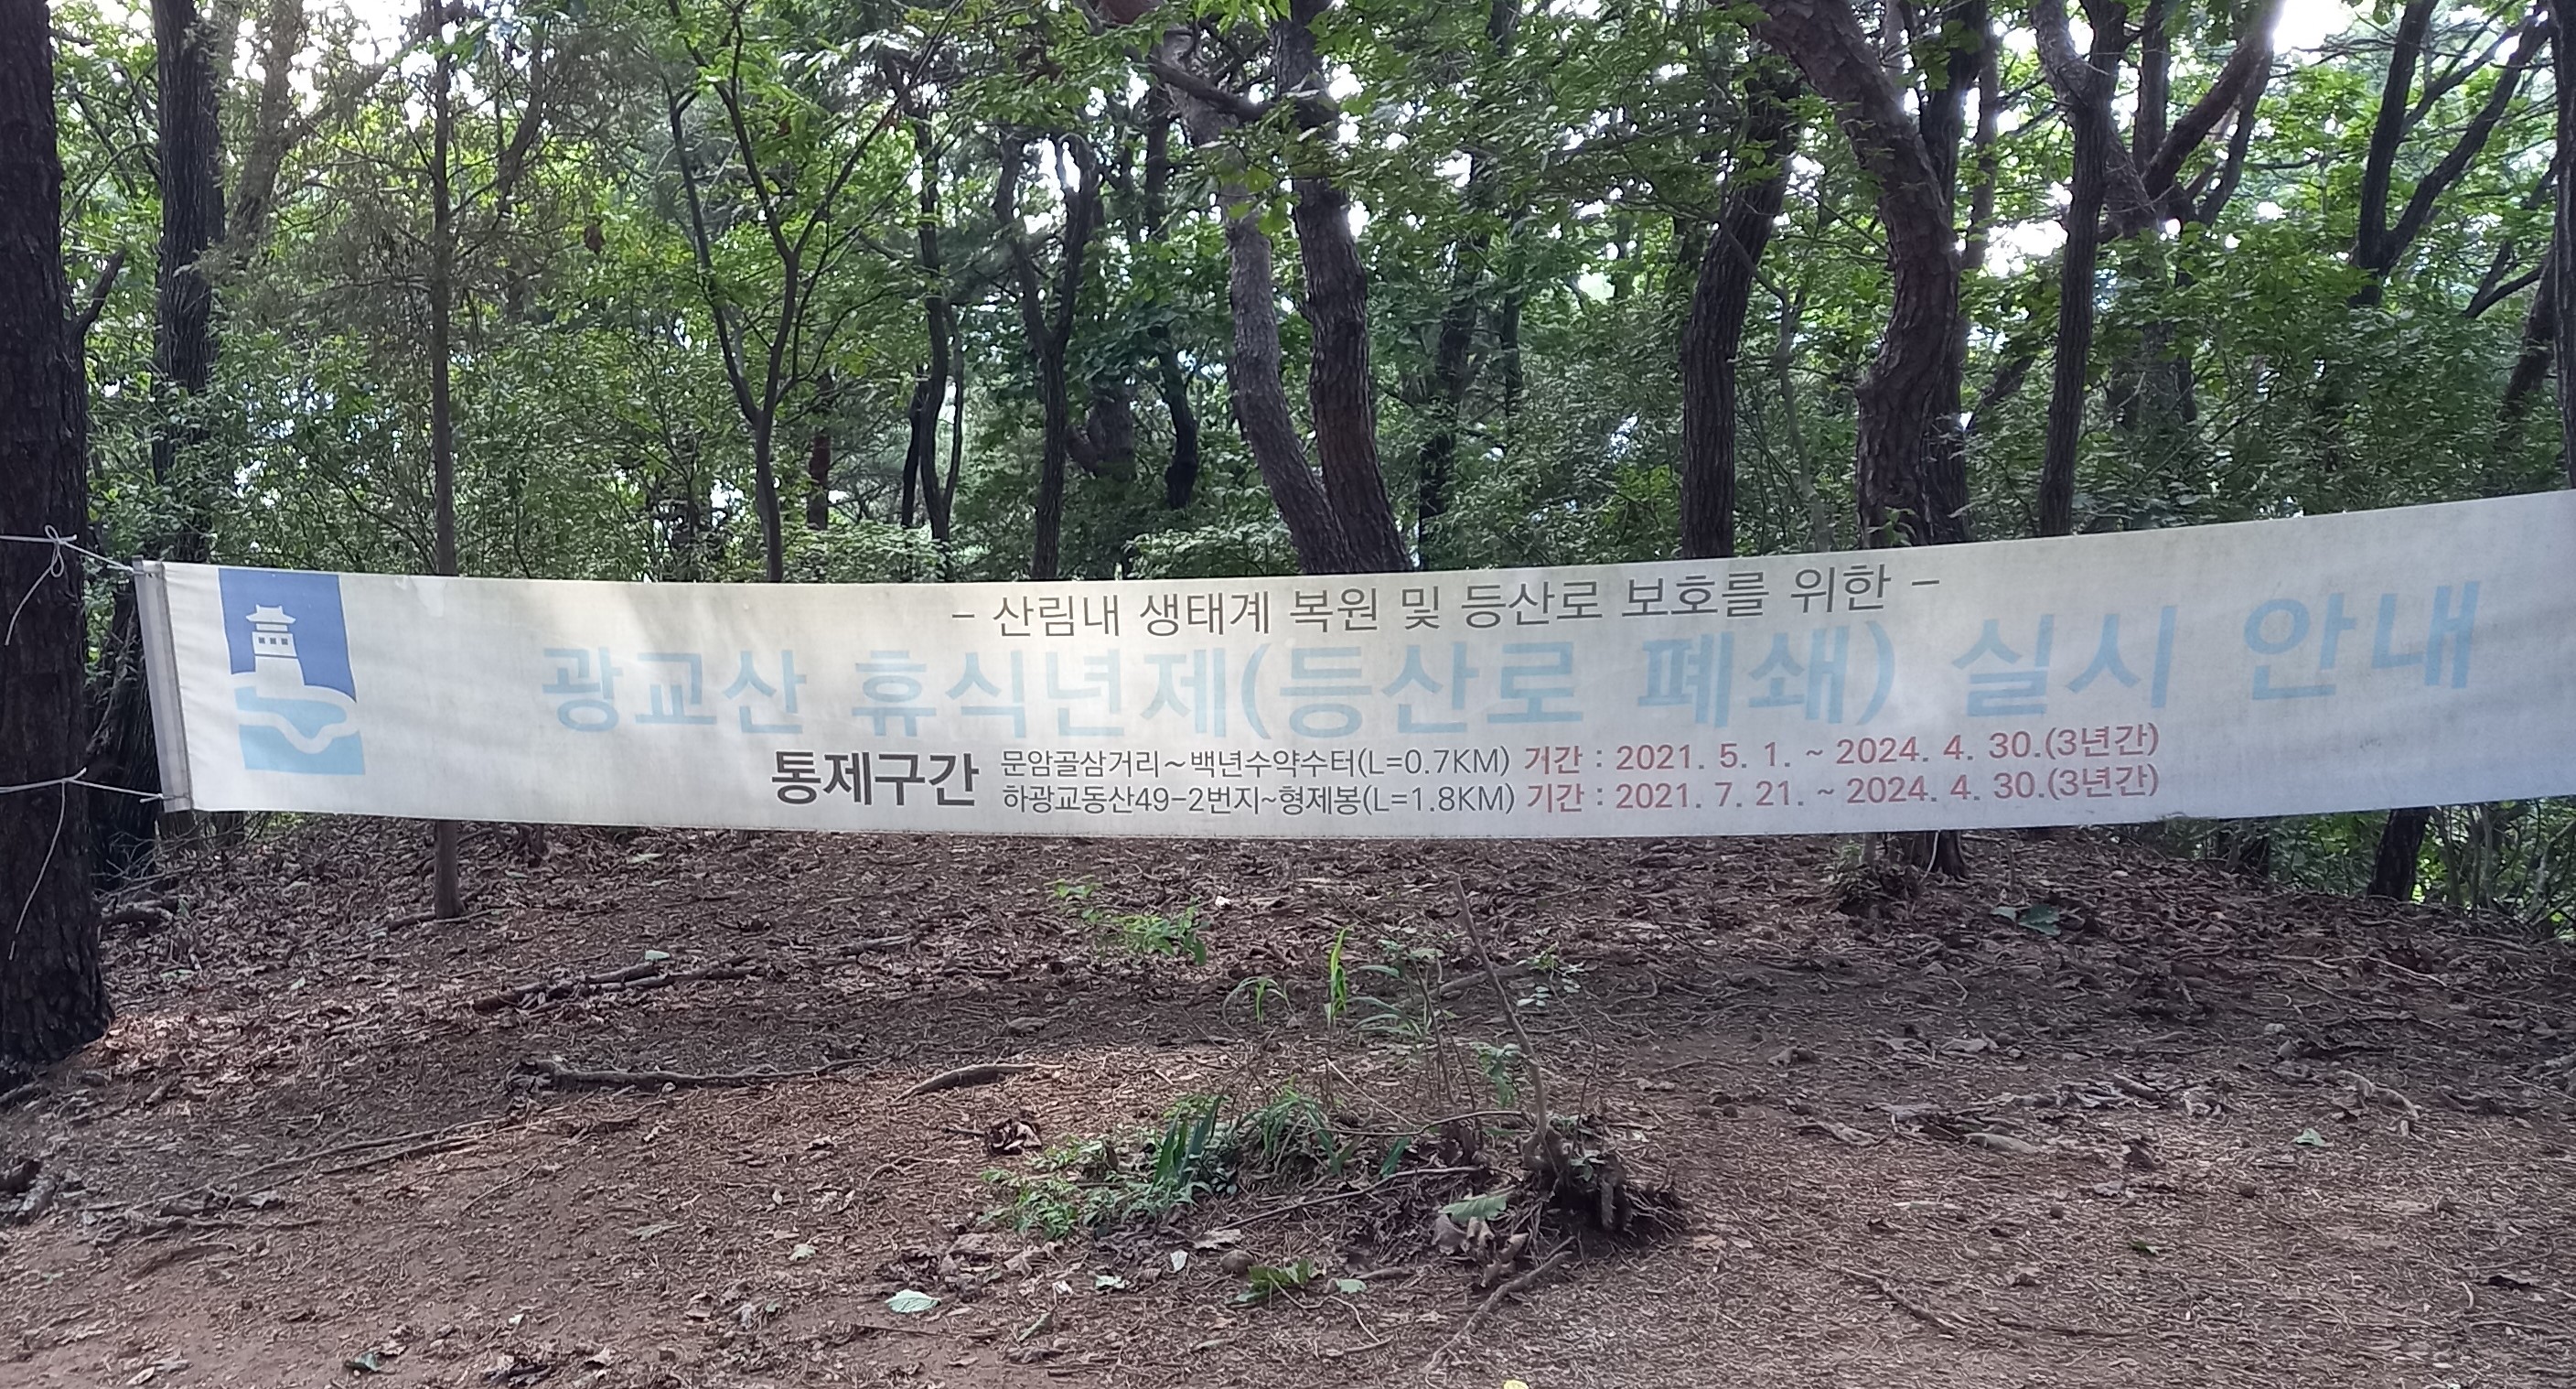 - 산림내 생태계 복원 및 등산로 보호를 위한 -
광교산 휴식년제(등산로 폐쇄) 실시 안내
통제구간 문암골삼거리~백년수약수터(L=0.7KM) 기간 : 2021. 5. 1. ~ 2024. 4. 30.(3년간)
하광교동산49-2번지~형제봉(L=1.8KM) 기간 : 2021. 7. 21. ~ 2024. 4. 30.(3년간)